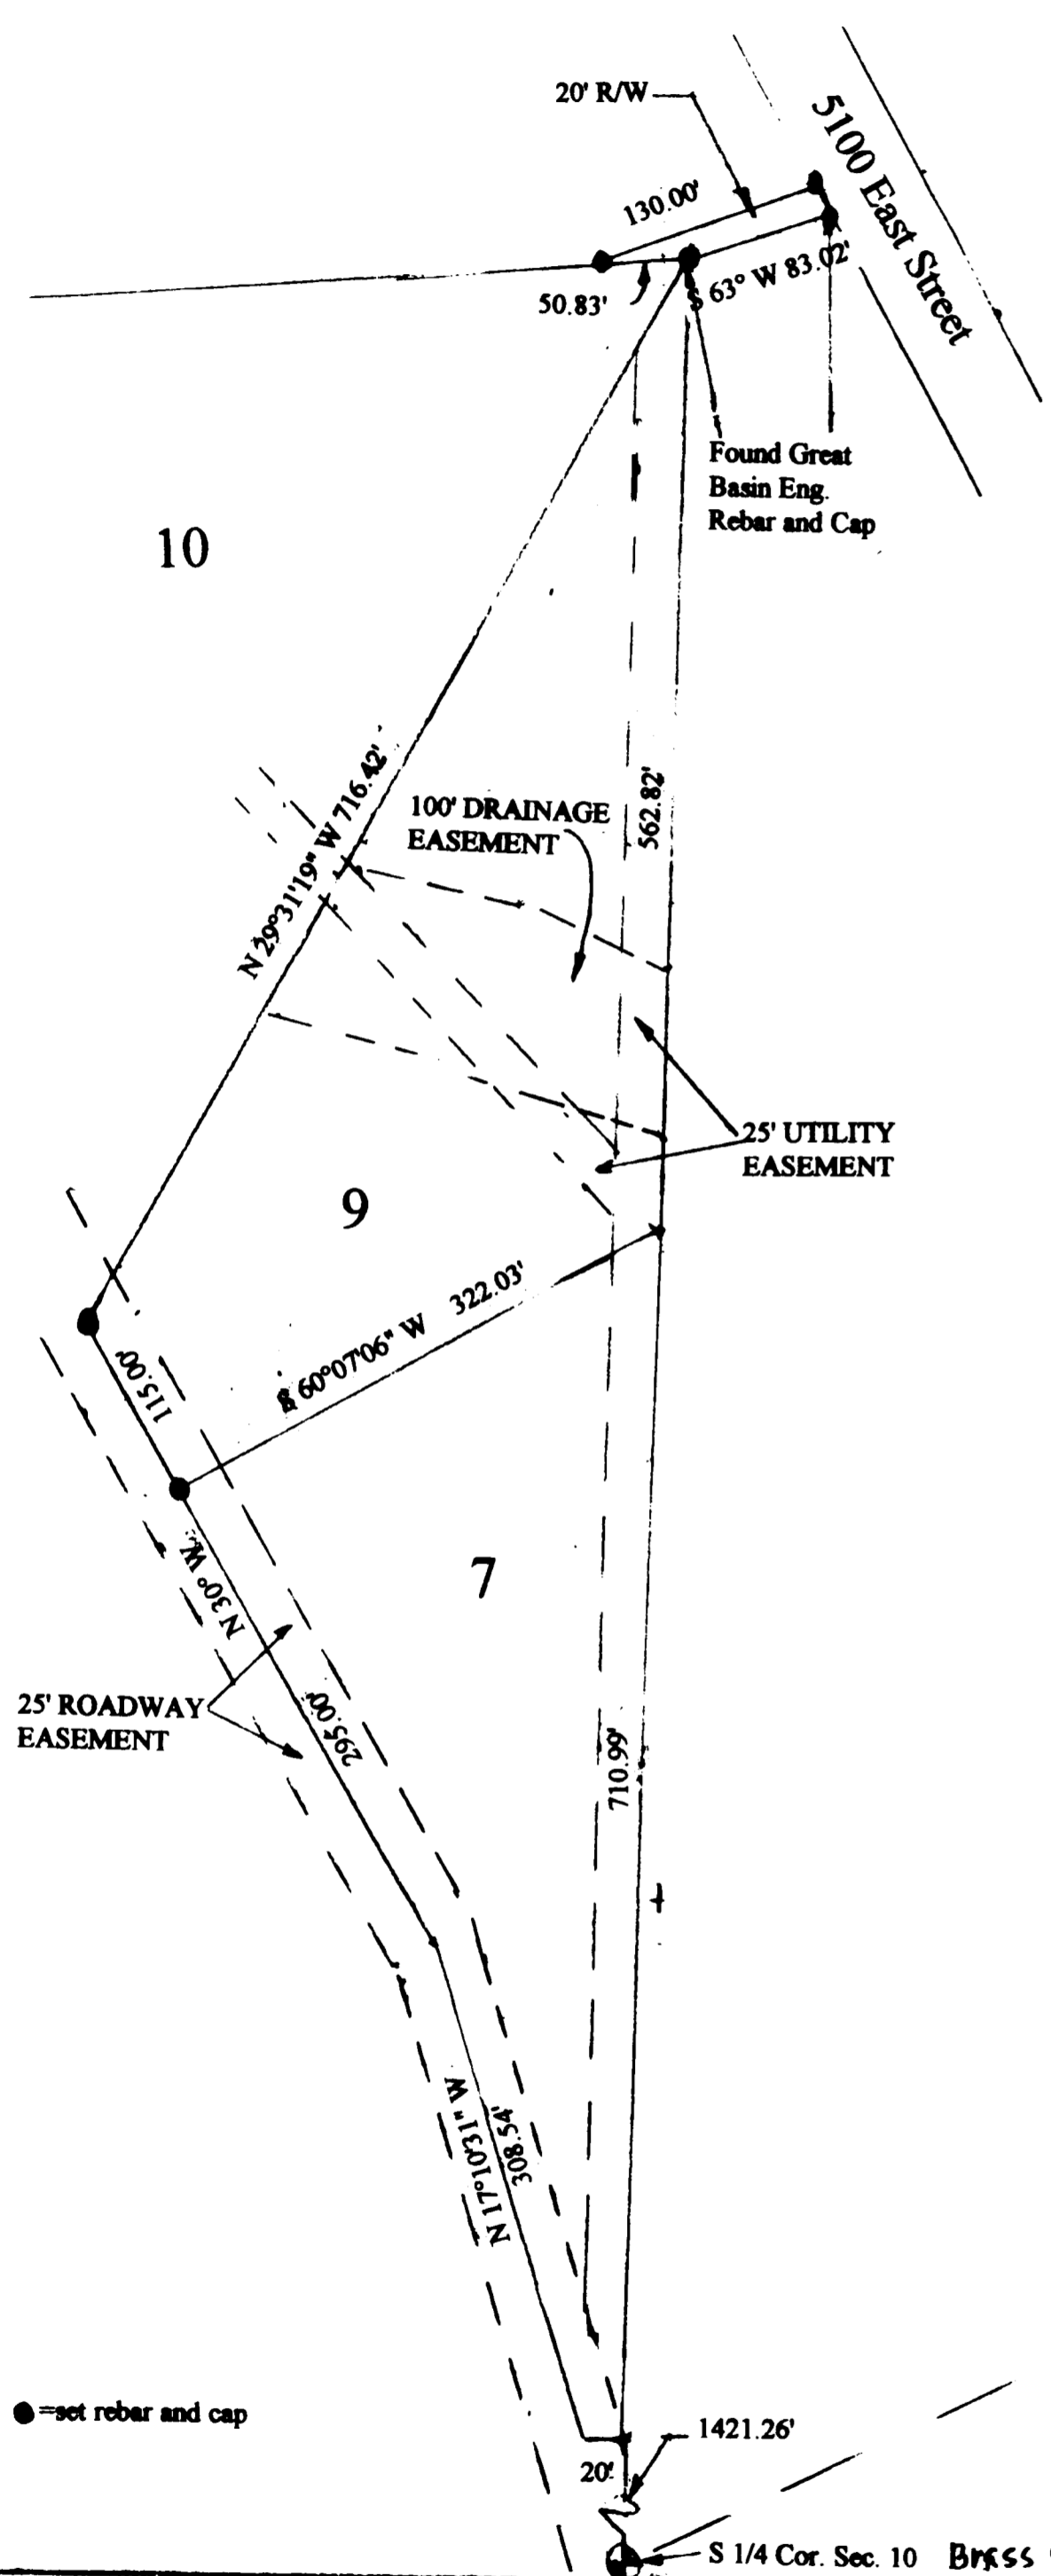 20' R/W
5100 East Street
130.00'
50.83'
S 63° W 83.02'
Found Great
Basin Eng.
Rebar and Cap
10
N 29°31'19" W 716.42'
562.82'
100' DRAINAGE
EASEMENT
25' UTILITY
EASEMENT
9
S 60°07'06" W 322.03'
115.00'
7
N 30° W
25' ROADWAY
EASEMENT
295.00'
710.99'
N 17°10'31" W
308.54'
=set rebar and cap
1421.26'
20'
S 1/4 Cor. Sec. 10 Brass